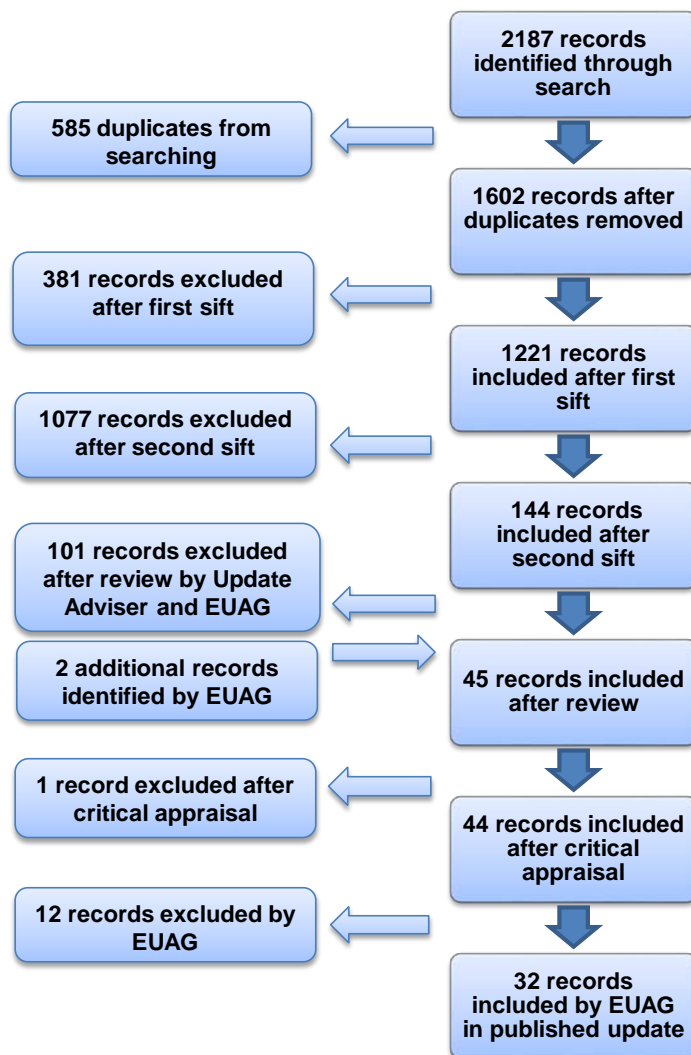 2187 records
identified through
search
585 duplicates from
searching
1602 records after
duplicates removed
381 records excluded
after first sift
1221 records
included after first
sift
1077 records excluded
after second sift
144 records
included after
second sift
101 records excluded
after review by Update
Adviser and EUAG
2 additional records
identified by EUAG
45 records included
after review
1 record excluded after
critical appraisal
44 records included
after critical
appraisal
12 records excluded by
EUAG
32 records
included by EUAG
in published update